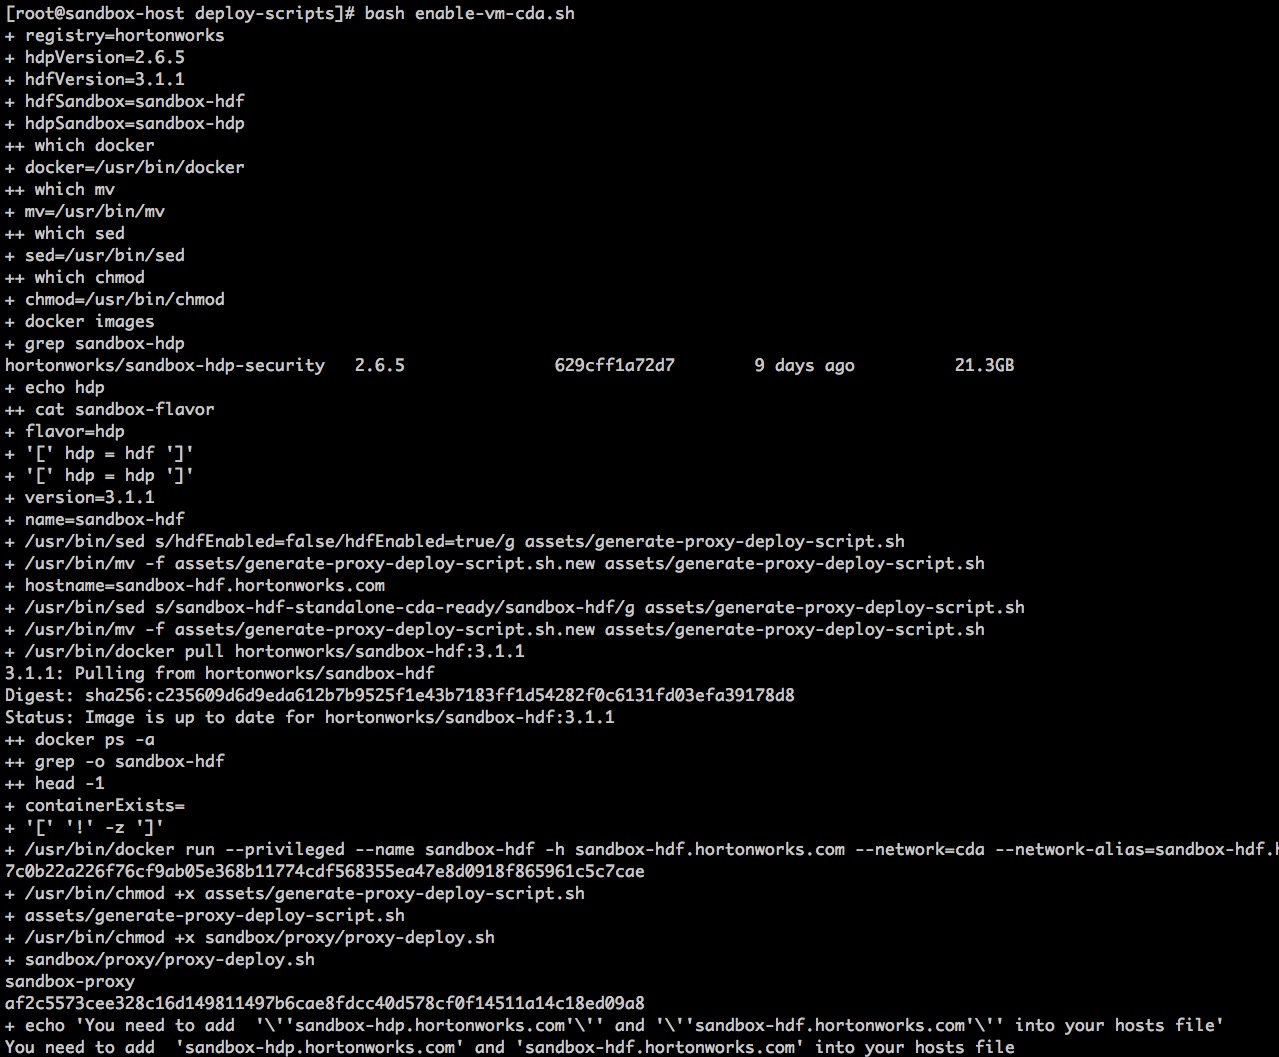 [root@sandbox-host deploy-scripts]# bash enable-vm-cda.sh
+ registry=hortonworks
+ hdpVersion=2.6.5
+ hdfVersion=3.1.1
+ hdfSandbox=sandbox-hdf
+ hdpSandbox=sandbox-hdp
++ which docker
+ docker=/usr/bin/docker
++ which mv
+ mv=/usr/bin/mv
++ which sed
+ sed=/usr/bin/sed
++ which chmod
+ chmod=/usr/bin/chmod
+ docker images
+ grep sandbox-hdp
hortonworks/sandbox-hdp-security   2.6.5               629cff1a72d7        9 days ago          21.3GB
+ echo hdp
++ cat sandbox-flavor
+ flavor=hdp
+ '[' hdp = hdf ']'
+ '[' hdp = hdp ']'
+ version=3.1.1
+ name=sandbox-hdf
+ /usr/bin/sed s/hdfEnabled=false/hdfEnabled=true/g assets/generate-proxy-deploy-script.sh
+ /usr/bin/mv -f assets/generate-proxy-deploy-script.sh.new assets/generate-proxy-deploy-script.sh
+ hostname=sandbox-hdf.hortonworks.com
+ /usr/bin/sed s/sandbox-hdf-standalone-cda-ready/sandbox-hdf/g assets/generate-proxy-deploy-script.sh
+ /usr/bin/mv -f assets/generate-proxy-deploy-script.sh.new assets/generate-proxy-deploy-script.sh
+ /usr/bin/docker pull hortonworks/sandbox-hdf:3.1.1
3.1.1: Pulling from hortonworks/sandbox-hdf
Digest: sha256:c235609d6d9eda612b7b9525f1e43b7183ff1d54282f0c6131fd03efa39178d8
Status: Image is up to date for hortonworks/sandbox-hdf:3.1.1
++ docker ps -a
++ grep -o sandbox-hdf
++ head -1
+ containerExists=
+ '[' '!' -z ']'
+ /usr/bin/docker run --privileged --name sandbox-hdf -h sandbox-hdf.hortonworks.com --network=cda --network-alias=sandbox-hdf.h
7c0b22a226f76cf9ab05e368b11774cdf568355ea47e8d0918f865961c5c7cae
+ /usr/bin/chmod +x assets/generate-proxy-deploy-script.sh
+ assets/generate-proxy-deploy-script.sh
+ /usr/bin/chmod +x sandbox/proxy/proxy-deploy.sh
+ sandbox/proxy/proxy-deploy.sh
sandbox-proxy
af2c5573cee328c16d149811497b6cae8fdcc40d578cf0f14511a14c18ed09a8
+ echo 'You need to add  '\''sandbox-hdp.hortonworks.com'\'' and '\''sandbox-hdf.hortonworks.com'\'' into your hosts file'
You need to add  'sandbox-hdp.hortonworks.com' and 'sandbox-hdf.hortonworks.com' into your hosts file